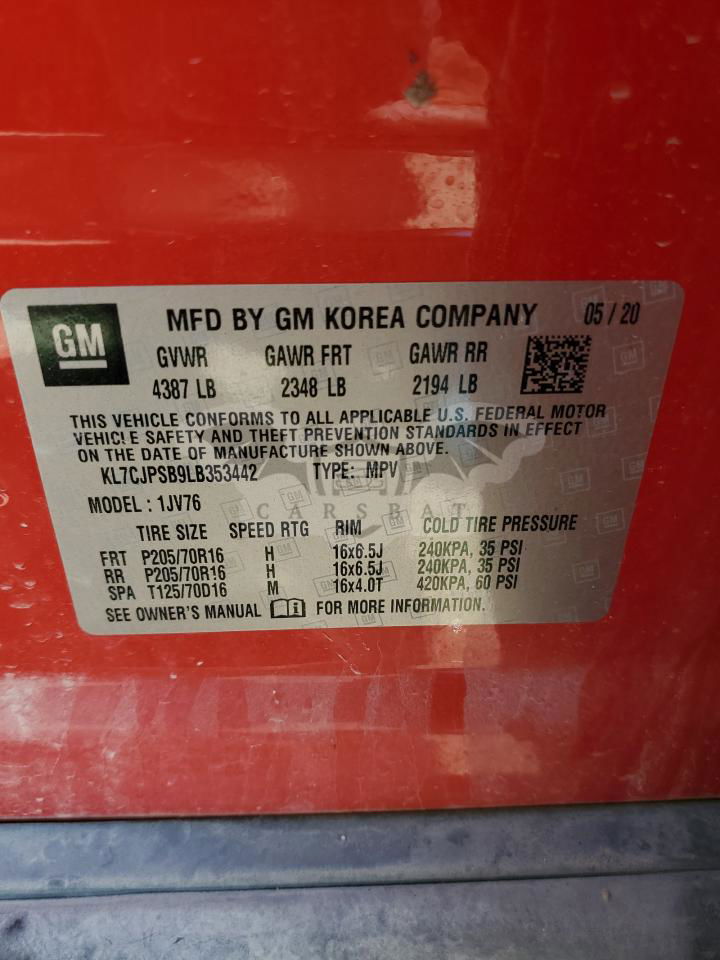 GM
MFD BY GM KOREA COMPANY 05 / 20
GVWR GAWR FRT GAWR RR
4387 LB 2348 LB 2194 LB
THIS VEHICLE CONFORMS TO ALL APPLICABLE U.S. FEDERAL MOTOR
VEHICLE SAFETY AND THEFT PREVENTION STANDARDS IN EFFECT
ON THE DATE OF MANUFACTURE SHOWN ABOVE.
KL7CJPSB9LB353442 TYPE: MPV
MODEL : 1JV76
CARSBAT
TIRE SIZE SPEED RTG RIM COLD TIRE PRESSURE
FRT P205/70R16 H 16x6.5J 240KPA, 35 PSI
RR P205/70R16 H 16x6.5J 240KPA, 35 PSI
SPA T125/70D16 M 16x4.0T 420KPA, 60 PSI
SEE OWNER'S MANUAL FOR MORE INFORMATION.